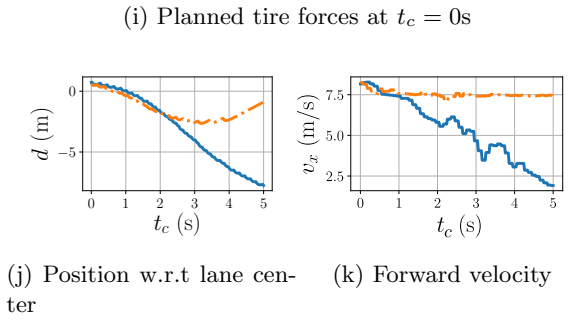 (i) Planned tire forces at t_c = 0s
0
−5
d (m)
0 1 2 3 4 5
t_c (s)
7.5
5.0
2.5
v_x (m/s)
0 1 2 3 4 5
t_c (s)
(j) Position w.r.t lane cen-
ter
(k) Forward velocity